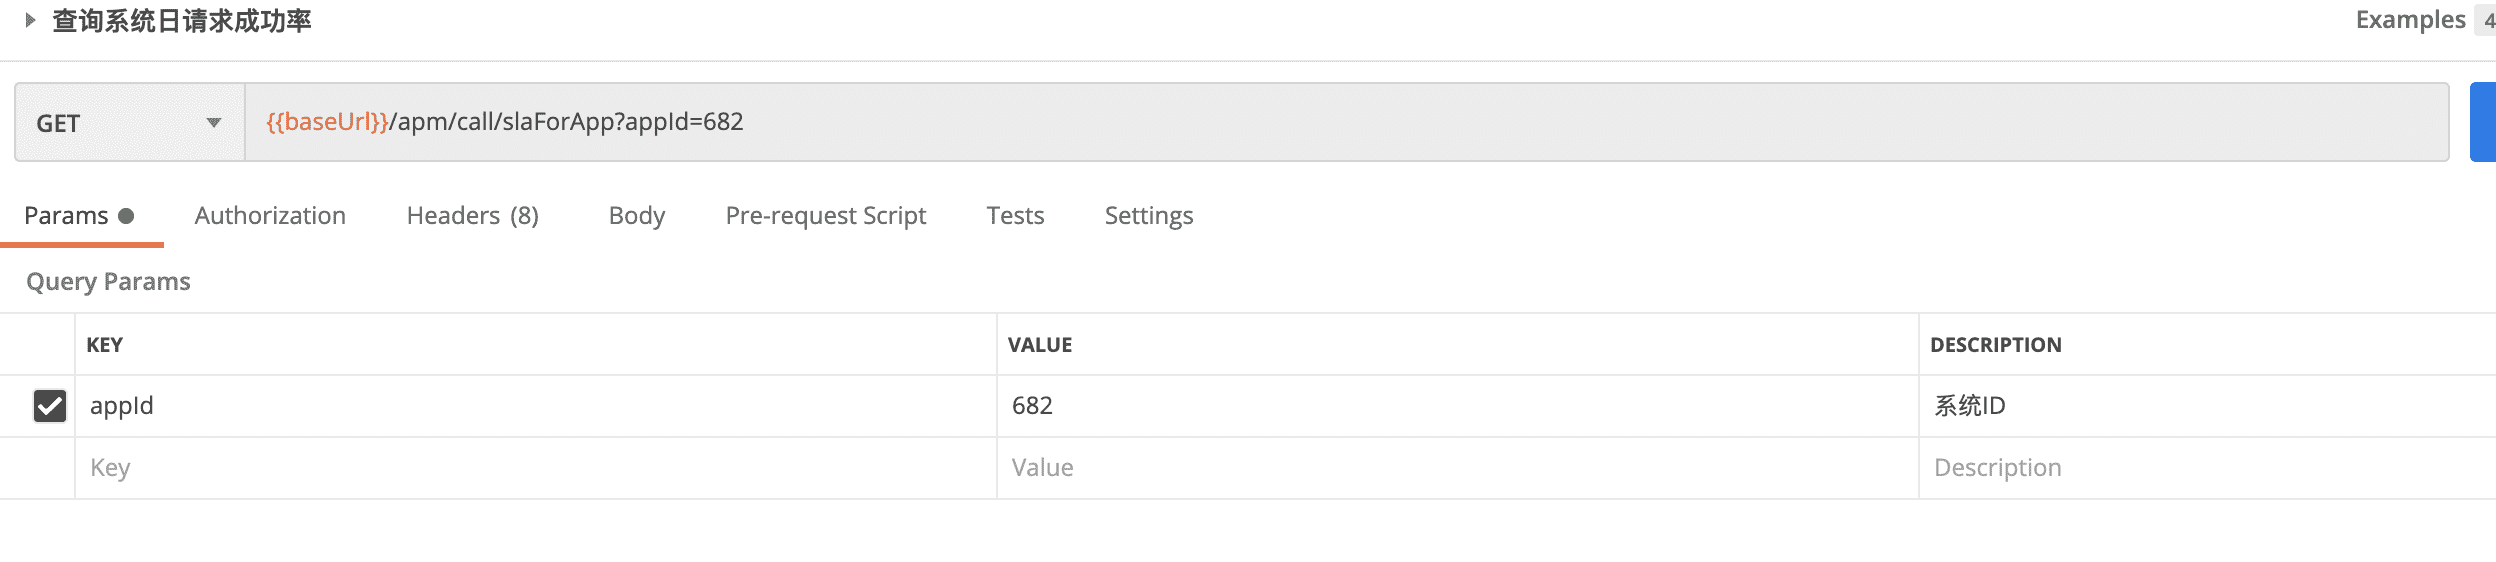 查询系统日请求成功率 Examples 4
GET {{baseUrl}}/apm/call/slaForApp?appId=682
Params Authorization Headers (8) Body Pre-request Script Tests Settings
Query Params
KEY VALUE DESCRIPTION
appId 682 系统ID
Key Value Description